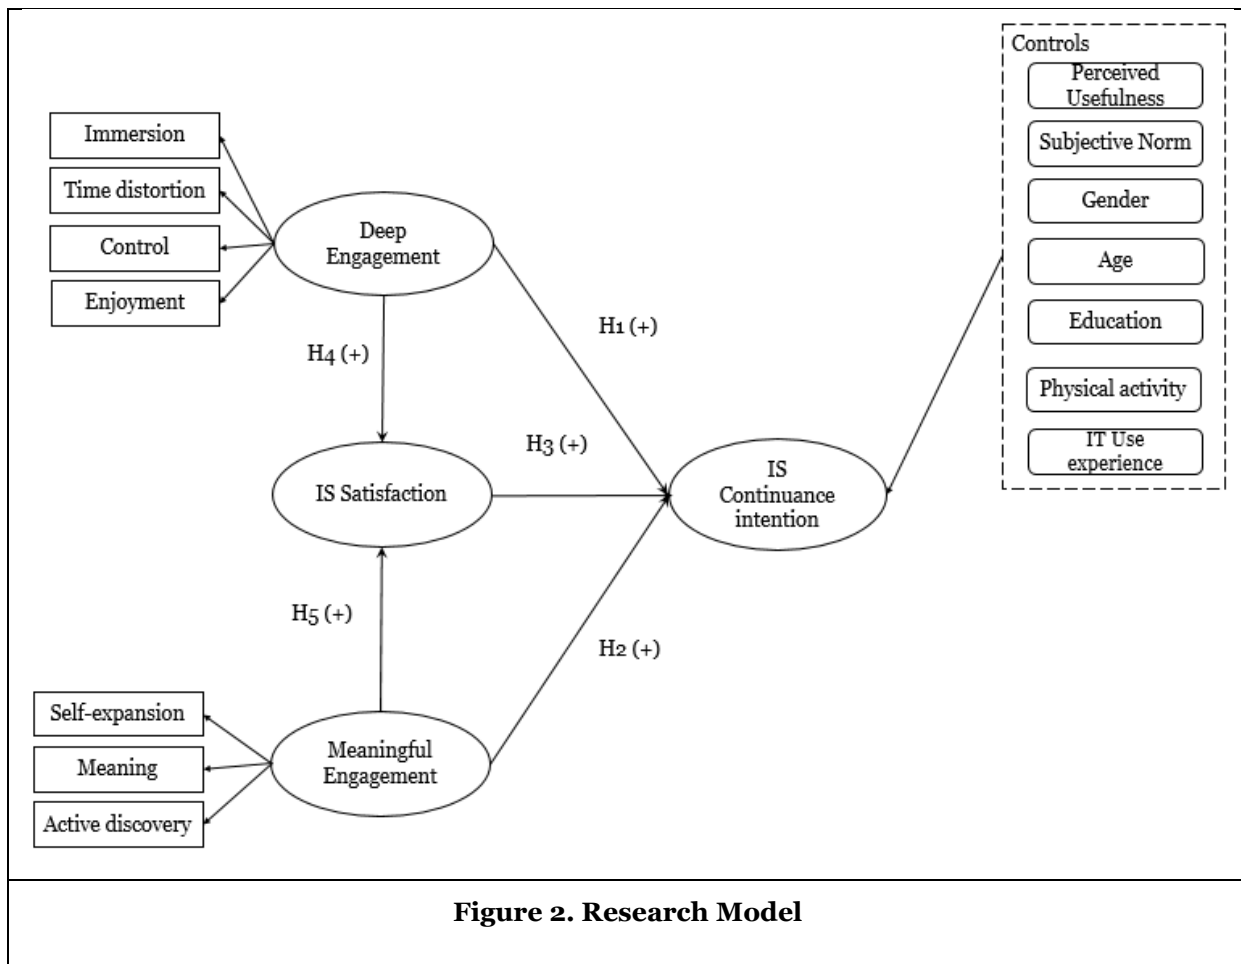 Controls
Perceived
Usefulness
Subjective Norm
Gender
Age
Education
Physical activity
IT Use
experience
Immersion
Time distortion
Control
Enjoyment
Deep
Engagement
H1 (+)
H4 (+)
H3 (+)
IS Satisfaction
IS
Continuance
intention
H5 (+)
H2 (+)
Self-expansion
Meaning
Active discovery
Meaningful
Engagement
Figure 2. Research Model